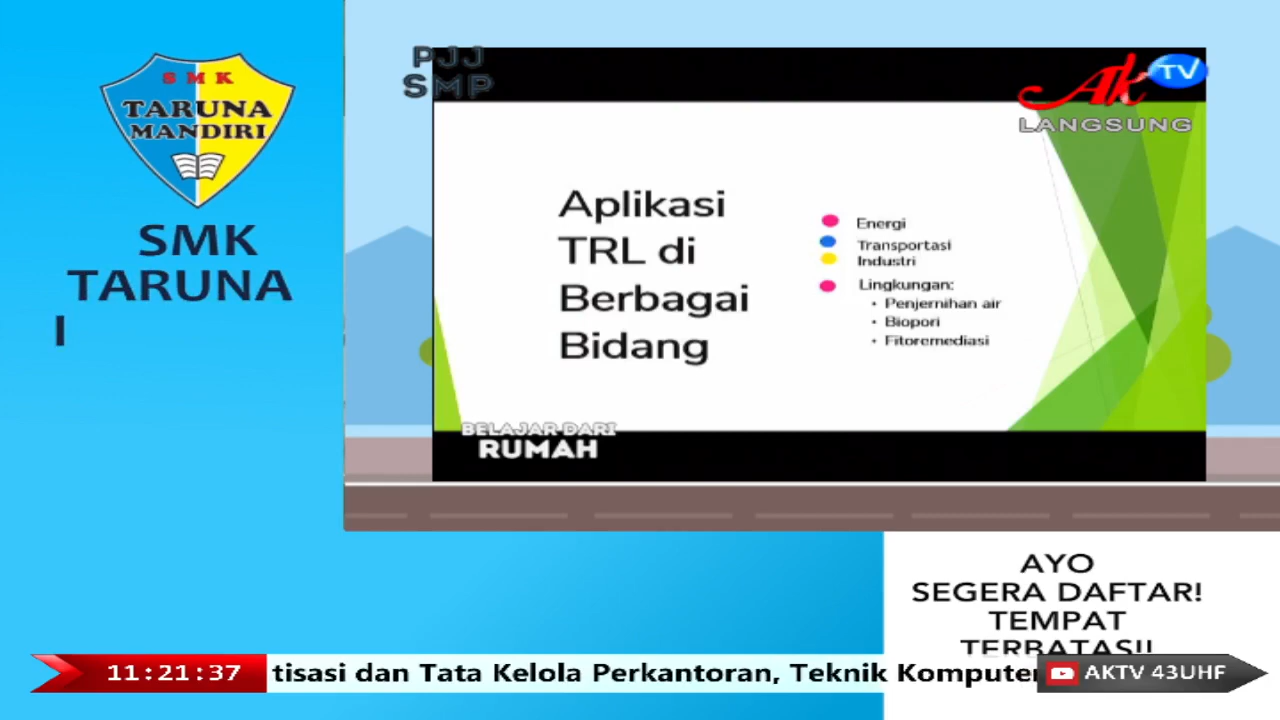 SMK
TARUNA
MANDIRI
SMK
TARUNA
PJJ
SMP
Ak TV
LANGSUNG
Aplikasi
TRL di
Berbagai
Bidang
Energi
Transportasi
Industri
Lingkungan:
• Penjernihan air
• Biopori
• Fitoremediasi
BELAJAR DARI
RUMAH
AYO
SEGERA DAFTAR!
TEMPAT
TERBATAS!!
11:21:37 tisasi dan Tata Kelola Perkantoran, Teknik Komputer AKTV 43UHF